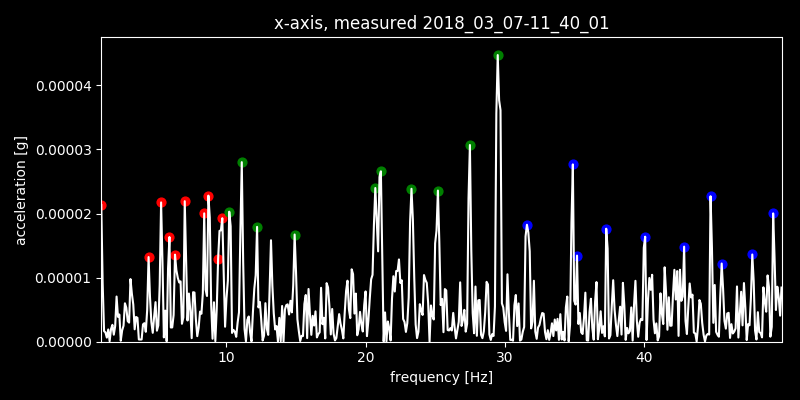 x-axis, measured 2018_03_07-11_40_01
0.00004
0.00003
0.00002
0.00001
0.00000
acceleration [g]
10 20 30 40
frequency [Hz]